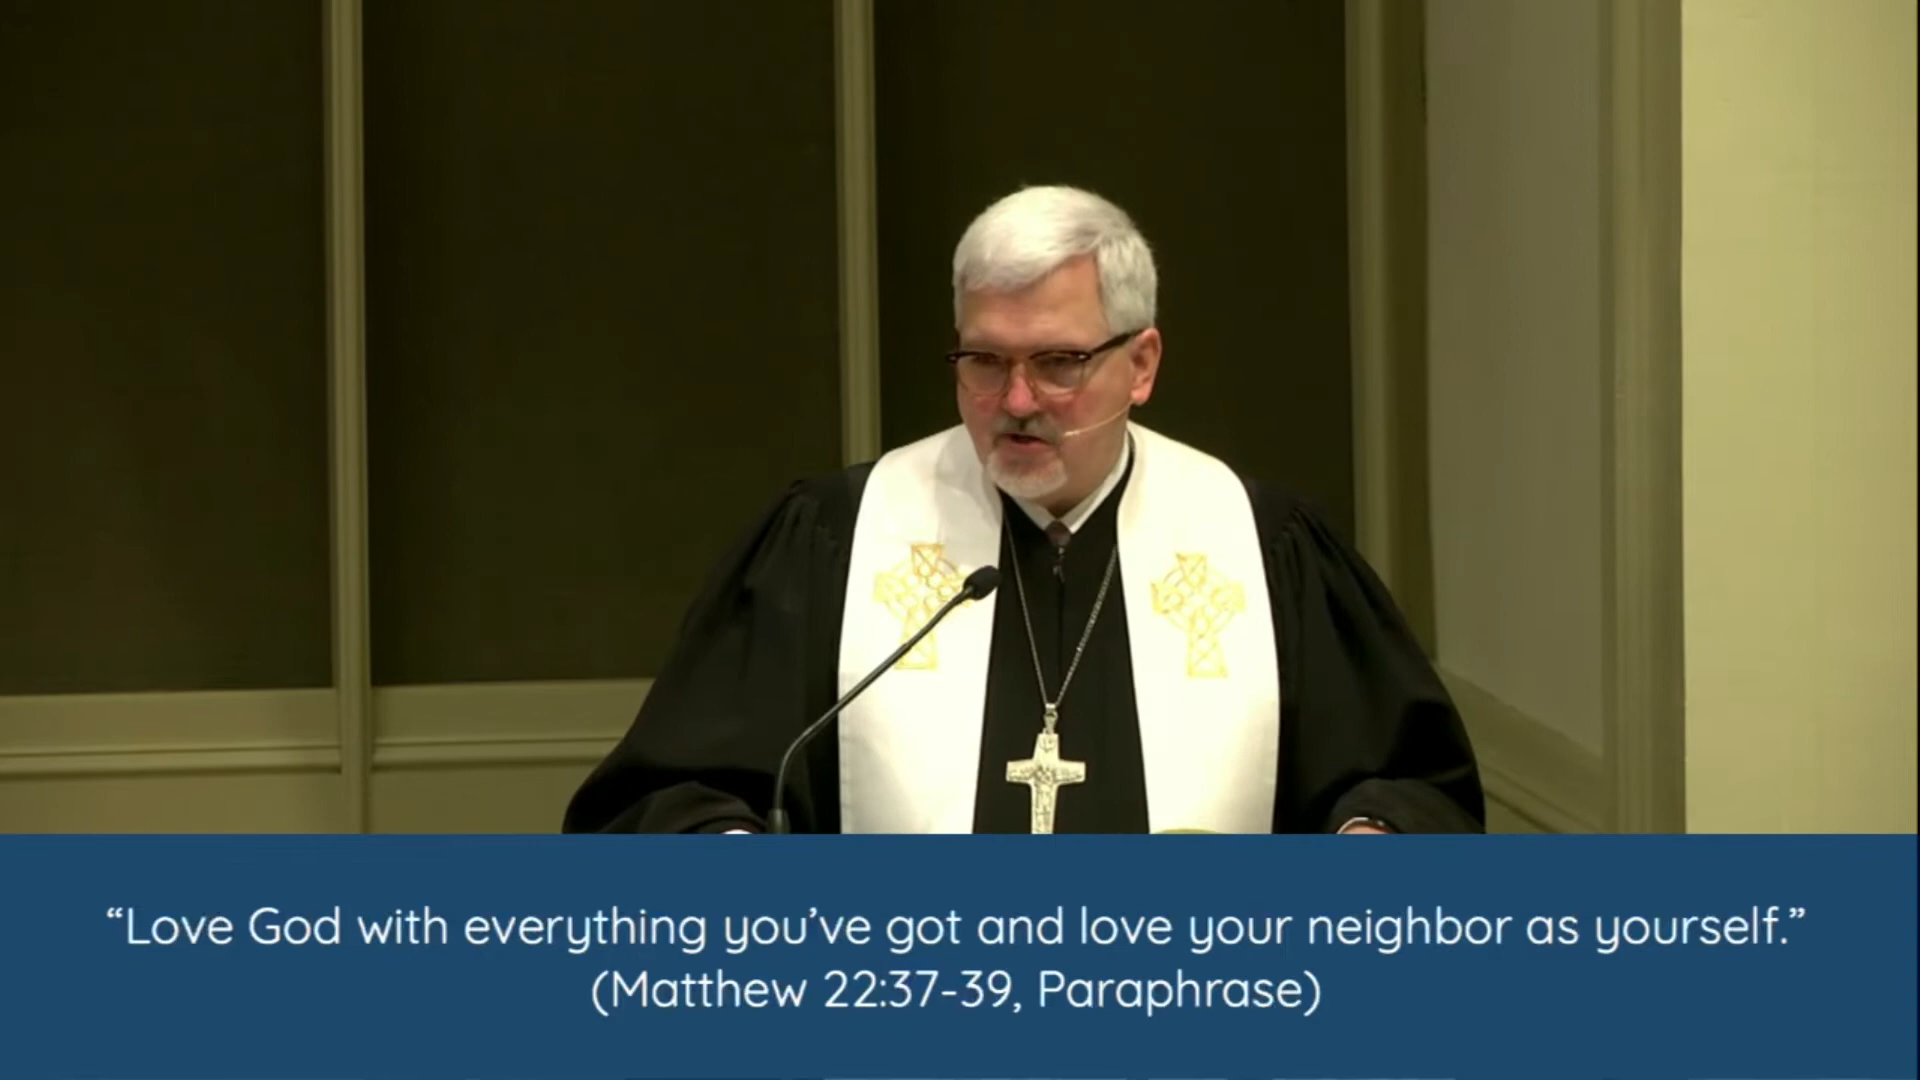 “Love God with everything you’ve got and love your neighbor as yourself.”
(Matthew 22:37-39, Paraphrase)